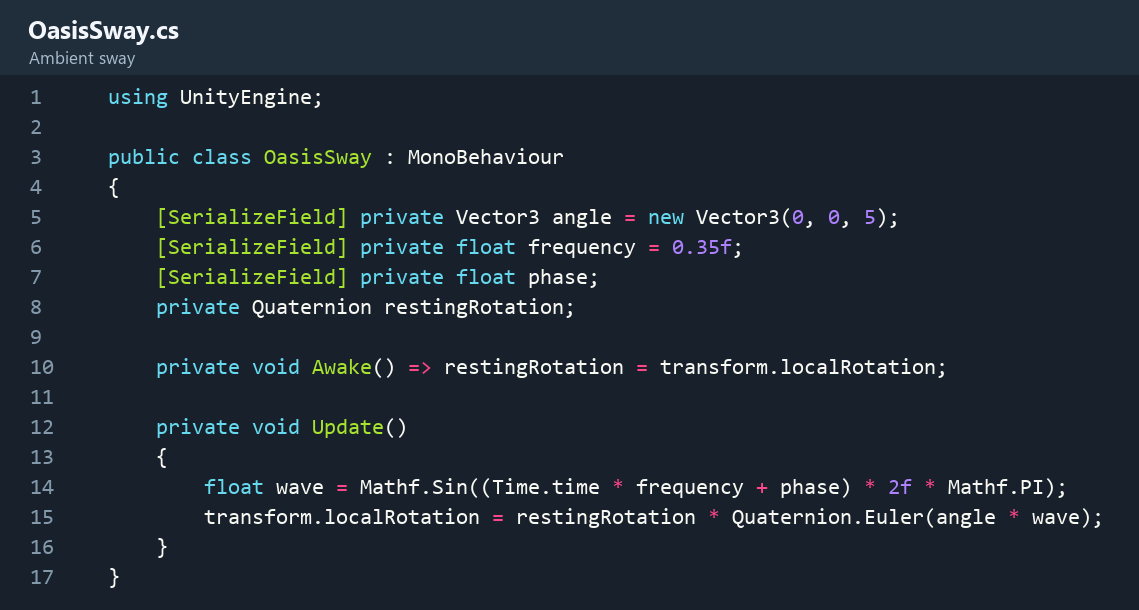 OasisSway.cs
Ambient sway
1 using UnityEngine;
2
3 public class OasisSway : MonoBehaviour
4 {
5 [SerializeField] private Vector3 angle = new Vector3(0, 0, 5);
6 [SerializeField] private float frequency = 0.35f;
7 [SerializeField] private float phase;
8 private Quaternion restingRotation;
9
10 private void Awake() => restingRotation = transform.localRotation;
11
12 private void Update()
13 {
14 float wave = Mathf.Sin((Time.time * frequency + phase) * 2f * Mathf.PI);
15 transform.localRotation = restingRotation * Quaternion.Euler(angle * wave);
16 }
17 }